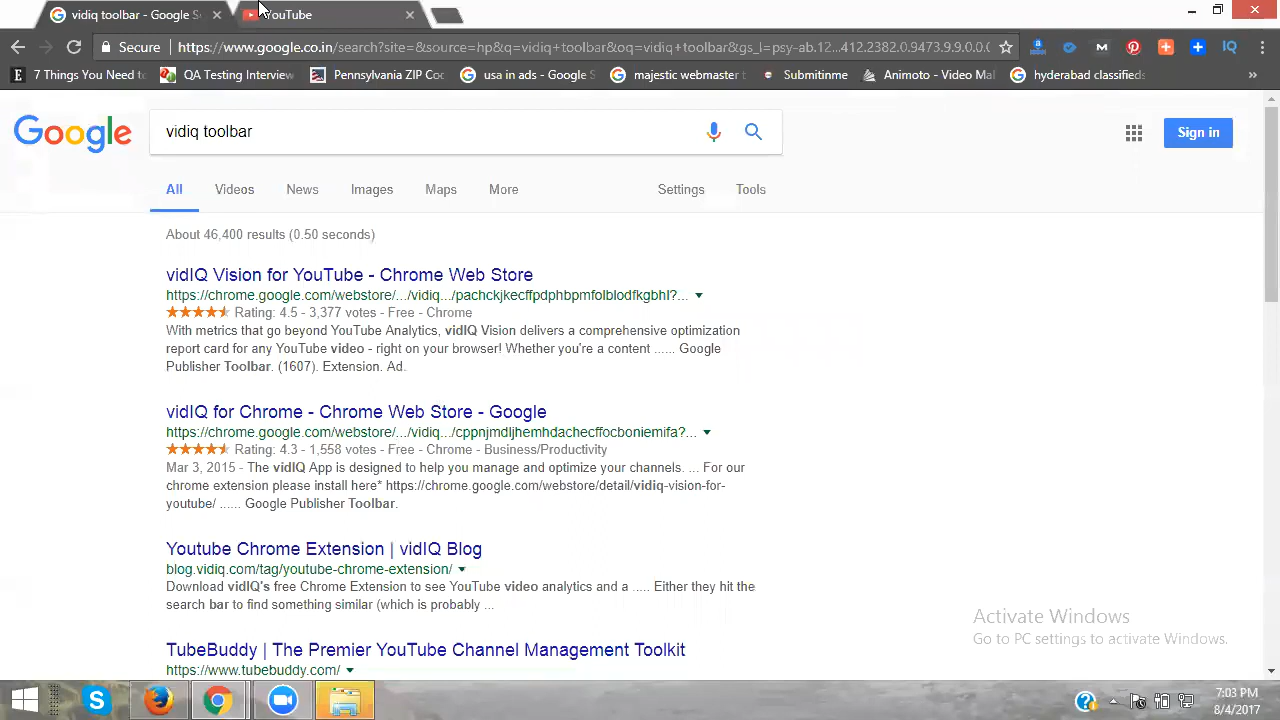 vidiq toolbar - Google S
YouTube
Secure
https://www.google.co.in/search?site=&source=hp&q=vidiq+toolbar&oq=vidiq+toolbar&gs_l=psy-ab.12...412.2382.0.9473.9.9.0.0.0
7 Things You Need to
QA Testing Interview
Pennsylvania ZIP Co
usa in ads - Google S
majestic webmaster t
Submitinme
Animoto - Video Ma
hyderabad classifieds
Google
vidiq toolbar
Sign in
All
Videos
News
Images
Maps
More
Settings
Tools
About 46,400 results (0.50 seconds)
vidIQ Vision for YouTube - Chrome Web Store
https://chrome.google.com/webstore/.../vidiq.../pachckjkecffpdphbpmfolblodfkgbhl?...
Rating: 4.5 - 3,377 votes - Free - Chrome
With metrics that go beyond YouTube Analytics, vidIQ Vision delivers a comprehensive optimization
report card for any YouTube video - right on your browser! Whether you're a content ...... Google
Publisher Toolbar. (1607). Extension. Ad.
vidIQ for Chrome - Chrome Web Store - Google
https://chrome.google.com/webstore/.../vidiq.../cppnjmdljhemhdachecffocboniemifa?...
Rating: 4.3 - 1,558 votes - Free - Chrome - Business/Productivity
Mar 3, 2015 - The vidIQ App is designed to help you manage and optimize your channels. ... For our
chrome extension please install here* https://chrome.google.com/webstore/detail/vidiq-vision-for-
youtube/ ...... Google Publisher Toolbar.
Youtube Chrome Extension | vidIQ Blog
blog.vidiq.com/tag/youtube-chrome-extension/
Download vidIQ's free Chrome Extension to see YouTube video analytics and a ..... Either they hit the
search bar to find something similar (which is probably ...
TubeBuddy | The Premier YouTube Channel Management Toolkit
https://www.tubebuddy.com/
Activate Windows
Go to PC settings to activate Windows.
7:03 PM
8/4/2017